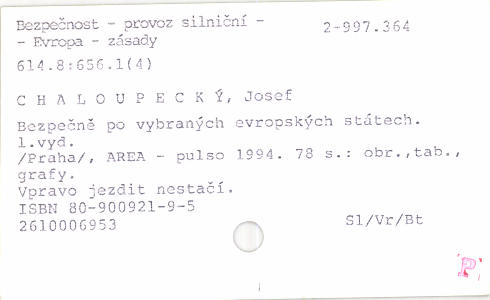 Bezpečnost - provoz silniční -
2-997.364
- Evropa - zásady
614.8:656.1(4)
C H A L O U P E C K Ý, Josef
Bezpečně po vybraných evropských státech.
1.vyd.
/Praha/, AREA - pulso 1994. 78 s.: obr.,tab.,
grafy.
Vpravo jezdit nestačí.
ISBN 80-900921-9-5
2610006953
Sl/Vr/Bt
P